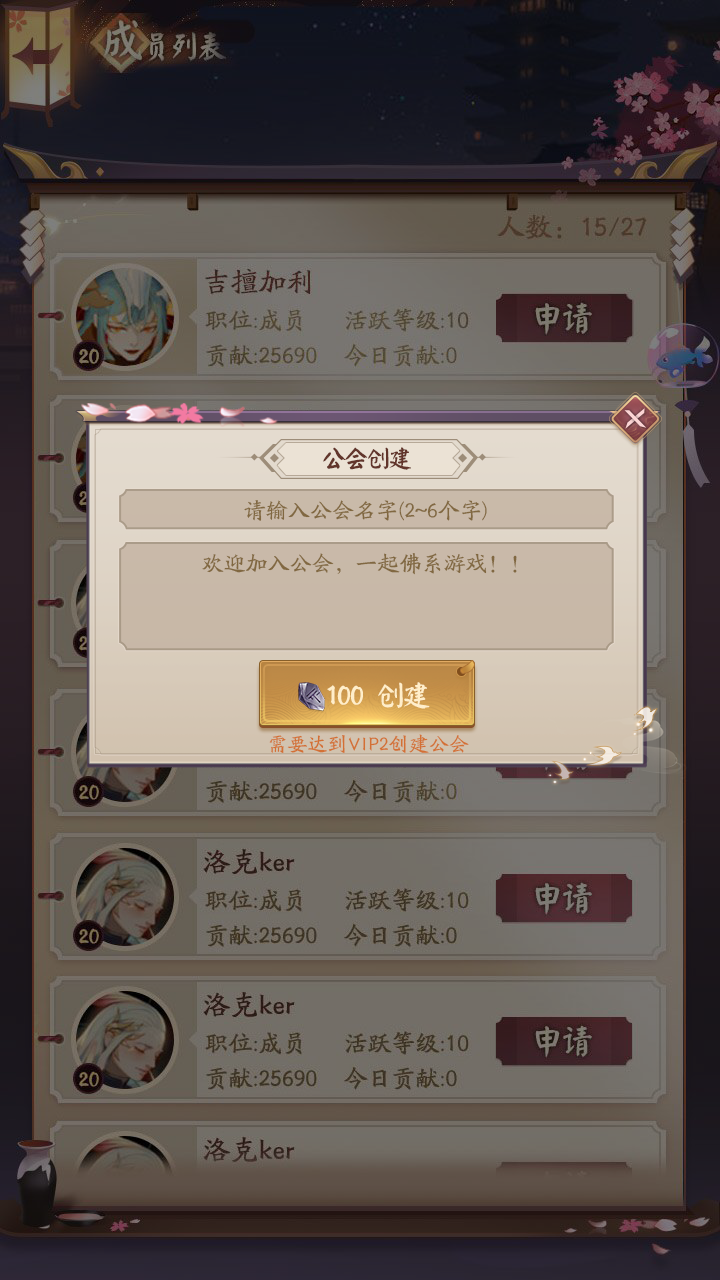 成员列表
人数：15/27
吉擅加利
职位:成员 活跃等级:10
申请
20
贡献:25690 今日贡献:0
公会创建
请输入公会名字(2~6个字)
欢迎加入公会，一起佛系游戏！！
100 创建
需要达到VIP2创建公会
20
贡献:25690 今日贡献:0
洛克ker
职位:成员 活跃等级:10
申请
20
贡献:25690 今日贡献:0
洛克ker
职位:成员 活跃等级:10
申请
20
贡献:25690 今日贡献:0
洛克ker